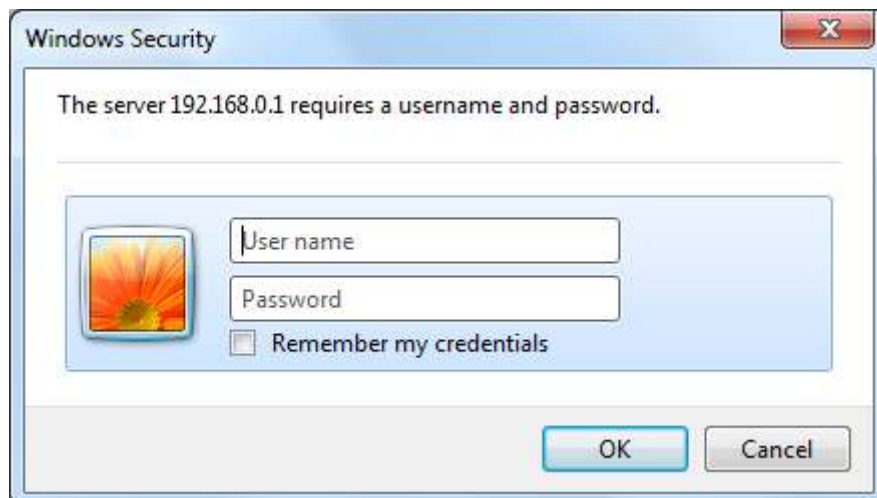 Windows Security
The server 192.168.0.1 requires a username and password.
User name
Password
Remember my credentials
OK
Cancel